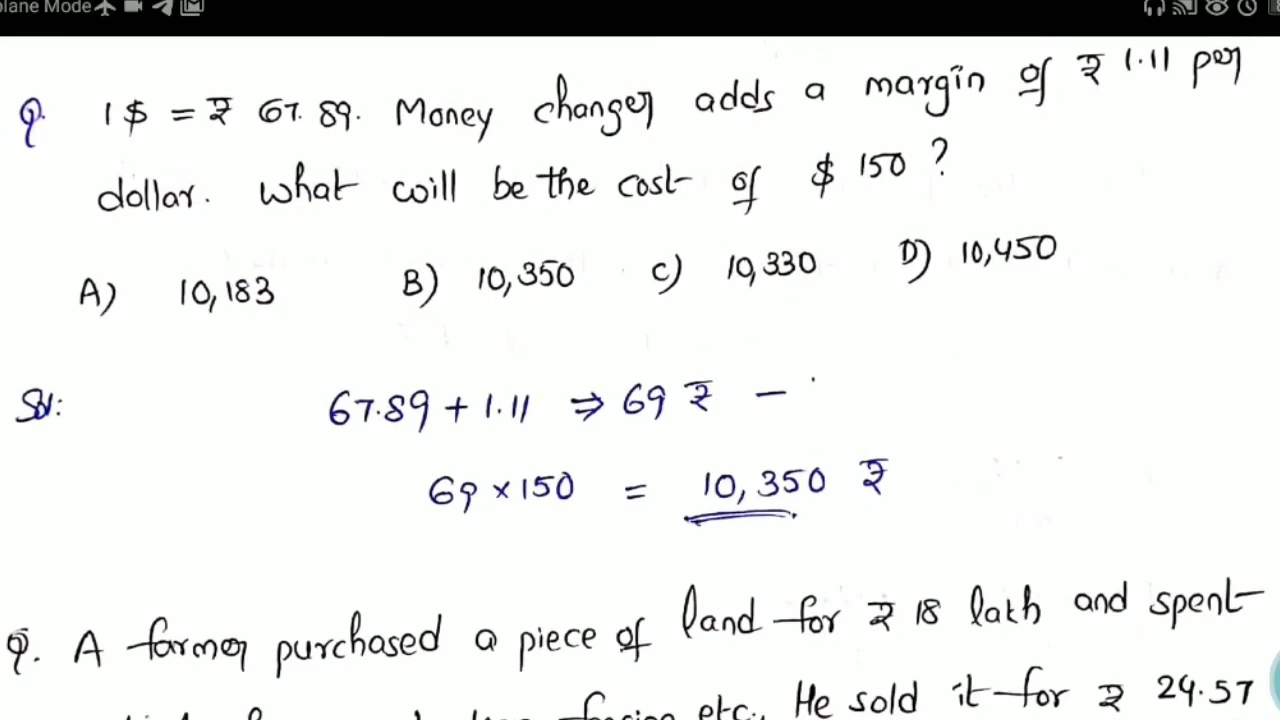 plane Mode
Q. 1 $ = ₹ 67.89. Money changer adds a margin of ₹ 1.11 per
dollar. What will be the cost of $ 150 ?
A) 10,183 B) 10,350 C) 10,330 D) 10,450
Sol: 67.89 + 1.11 ⇒ 69 ₹ –
69 × 150 = 10,350 ₹
Q. A farmer purchased a piece of land for ₹ 18 lakh and spent
etc. He sold it for ₹ 24.57